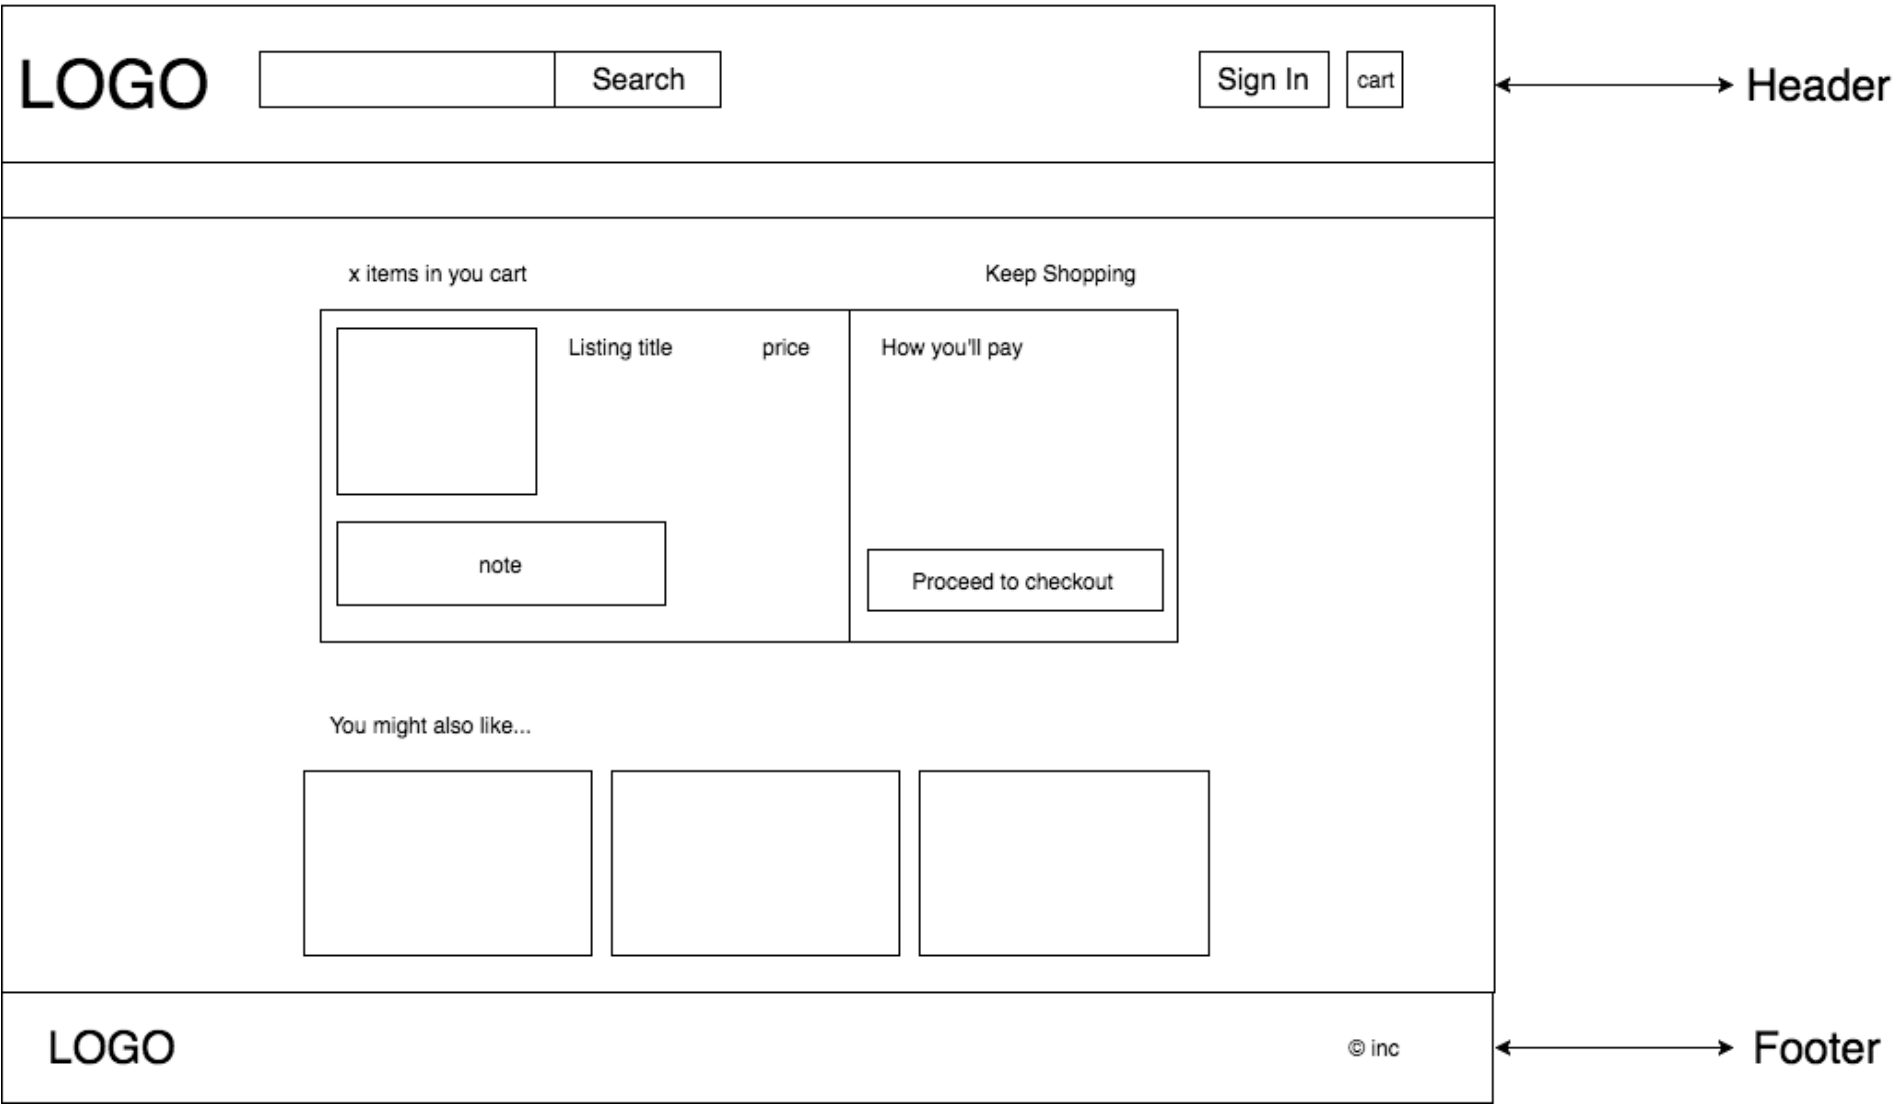 LOGO
Search
Sign In
cart
Header
x items in you cart
Keep Shopping
Listing title
price
How you'll pay
note
Proceed to checkout
You might also like...
LOGO
© inc
Footer